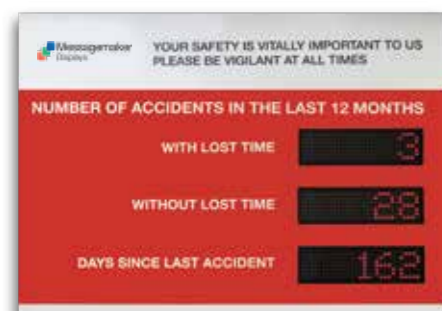 Messagemaker
Displays
YOUR SAFETY IS VITALLY IMPORTANT TO US
PLEASE BE VIGILANT AT ALL TIMES
NUMBER OF ACCIDENTS IN THE LAST 12 MONTHS
WITH LOST TIME 3
WITHOUT LOST TIME 28
DAYS SINCE LAST ACCIDENT 162